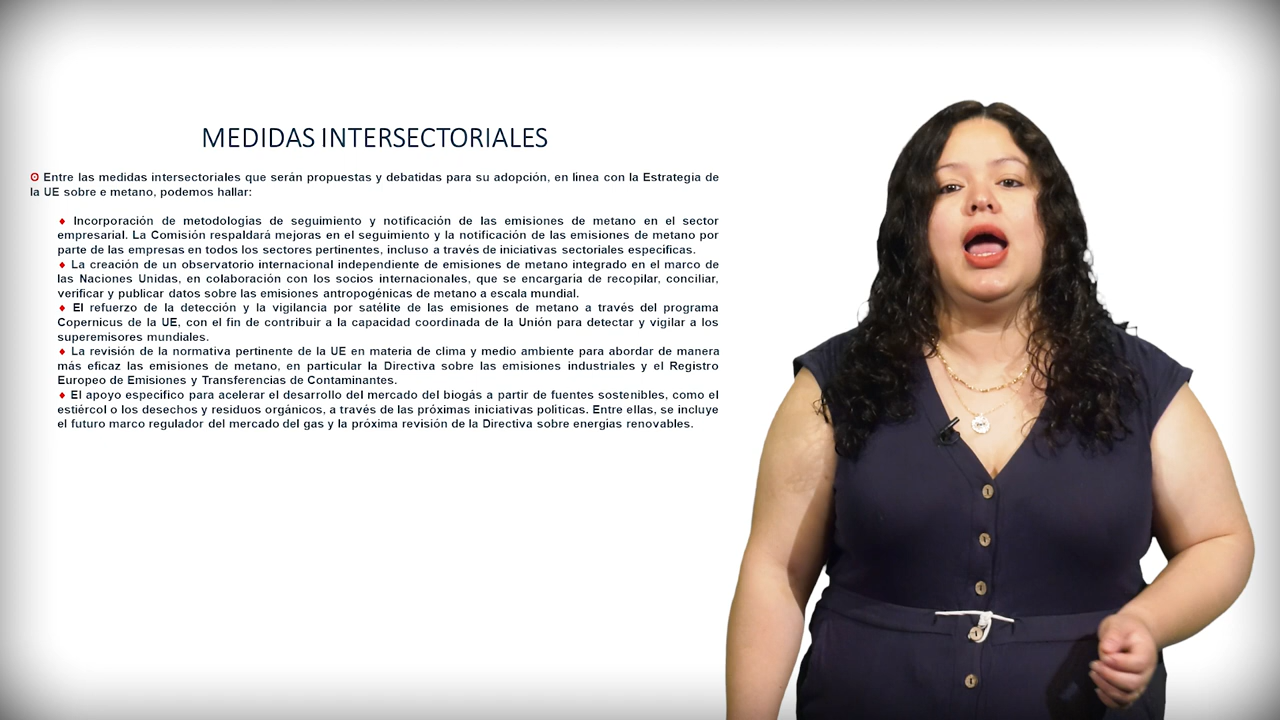 MEDIDAS INTERSECTORIALES
Entre las medidas intersectoriales que serán propuestas y debatidas para su adopción, en línea con la Estrategia de
la UE sobre e metano, podemos hallar:
♦ Incorporación de metodologías de seguimiento y notificación de las emisiones de metano en el sector
empresarial. La Comisión respaldará mejoras en el seguimiento y la notificación de las emisiones de metano por
parte de las empresas en todos los sectores pertinentes, incluso a través de iniciativas sectoriales específicas.
♦ La creación de un observatorio internacional independiente de emisiones de metano integrado en el marco de
las Naciones Unidas, en colaboración con los socios internacionales, que se encargaría de recopilar, conciliar,
verificar y publicar datos sobre las emisiones antropogénicas de metano a escala mundial.
♦ El refuerzo de la detección y la vigilancia por satélite de las emisiones de metano a través del programa
Copernicus de la UE, con el fin de contribuir a la capacidad coordinada de la Unión para detectar y vigilar a los
superemisores mundiales.
♦ La revisión de la normativa pertinente de la UE en materia de clima y medio ambiente para abordar de manera
más eficaz las emisiones de metano, en particular la Directiva sobre las emisiones industriales y el Registro
Europeo de Emisiones y Transferencias de Contaminantes.
♦ El apoyo específico para acelerar el desarrollo del mercado del biogás a partir de fuentes sostenibles, como el
estiércol o los desechos y residuos orgánicos, a través de las próximas iniciativas políticas. Entre ellas, se incluye
el futuro marco regulador del mercado del gas y la próxima revisión de la Directiva sobre energías renovables.